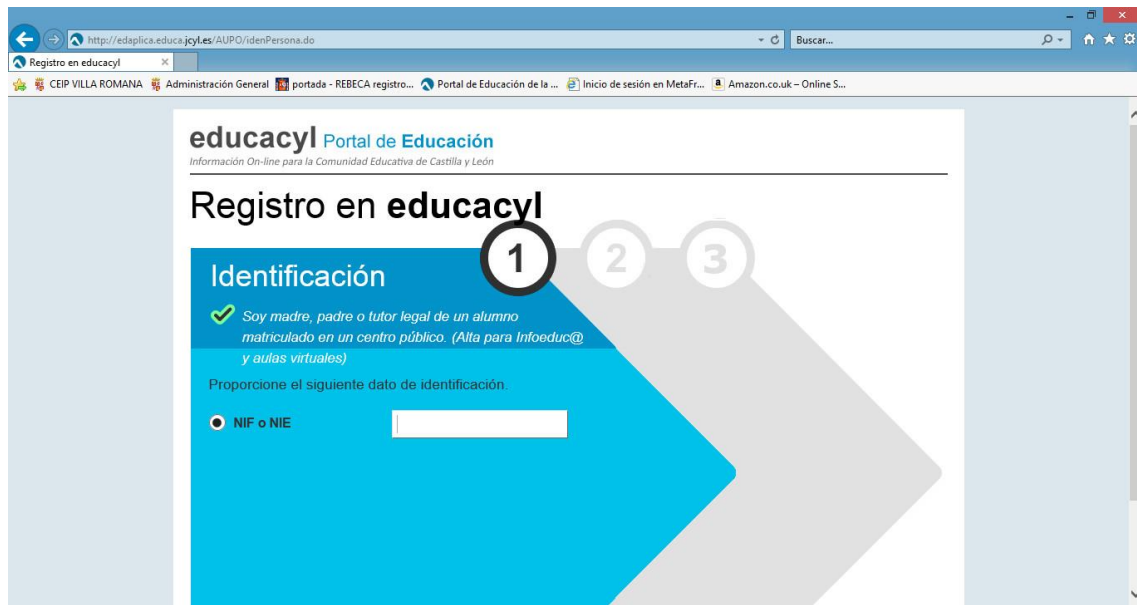 http://edaplica.educa.jcyl.es/AUPO/idenPersona.do
Buscar...
Registro en educacyl
CEIP VILLA ROMANA Administración General portada - REBECA registro... Portal de Educación de la ... Inicio de sesión en MetaFr... Amazon.co.uk – Online S...
educacyl Portal de Educación
Información On-line para la Comunidad Educativa de Castilla y León
Registro en educacyl
1 2 3
Identificación
Soy madre, padre o tutor legal de un alumno
matriculado en un centro público. (Alta para Infoeduc@
y aulas virtuales)
Proporcione el siguiente dato de identificación.
NIF o NIE